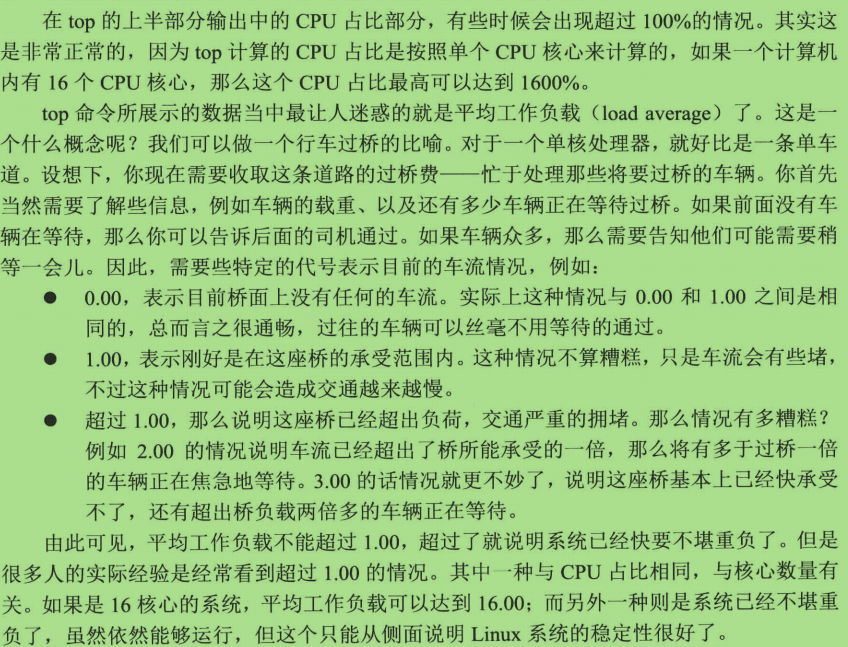 在 top 的上半部分输出中的 CPU 占比部分，有些时候会出现超过 100%的情况。其实这
是非常正常的，因为 top 计算的 CPU 占比是按照单个 CPU 核心来计算的，如果一个计算机
内有 16 个 CPU 核心，那么这个 CPU 占比最高可以达到 1600%。
top 命令所展示的数据当中最让人迷惑的就是平均工作负载（load average）了。这是一
个什么概念呢？我们可以做一个行车过桥的比喻。对于一个单核处理器，就好比是一条单车
道。设想下，你现在需要收取这条道路的过桥费——忙于处理那些将要过桥的车辆。你首先
当然需要了解些信息，例如车辆的载重、以及还有多少车辆正在等待过桥。如果前面没有车
辆在等待，那么你可以告诉后面的司机通过。如果车辆众多，那么需要告知他们可能需要稍
等一会儿。因此，需要些特定的代号表示目前的车流情况，例如：
● 0.00，表示目前桥面上没有任何的车流。实际上这种情况与 0.00 和 1.00 之间是相
同的，总而言之很通畅，过往的车辆可以丝毫不用等待的通过。
● 1.00，表示刚好是在这座桥的承受范围内。这种情况不算糟糕，只是车流会有些堵，
不过这种情况可能会造成交通越来越慢。
● 超过 1.00，那么说明这座桥已经超出负荷，交通严重的拥堵。那么情况有多糟糕？
例如 2.00 的情况说明车流已经超出了桥所能承受的一倍，那么将有多于过桥一倍
的车辆正在焦急地等待。3.00 的话情况就更不妙了，说明这座桥基本上已经快承受
不了，还有超出桥负载两倍多的车辆正在等待。
由此可见，平均工作负载不能超过 1.00，超过了就说明系统已经快要不堪重负了。但是
很多人的实际经验是经常看到超过 1.00 的情况。其中一种与 CPU 占比相同，与核心数量有
关。如果是 16 核心的系统，平均工作负载可以达到 16.00；而另外一种则是系统已经不堪重
负了，虽然依然能够运行，但这个只能从侧面说明 Linux 系统的稳定性很好了。